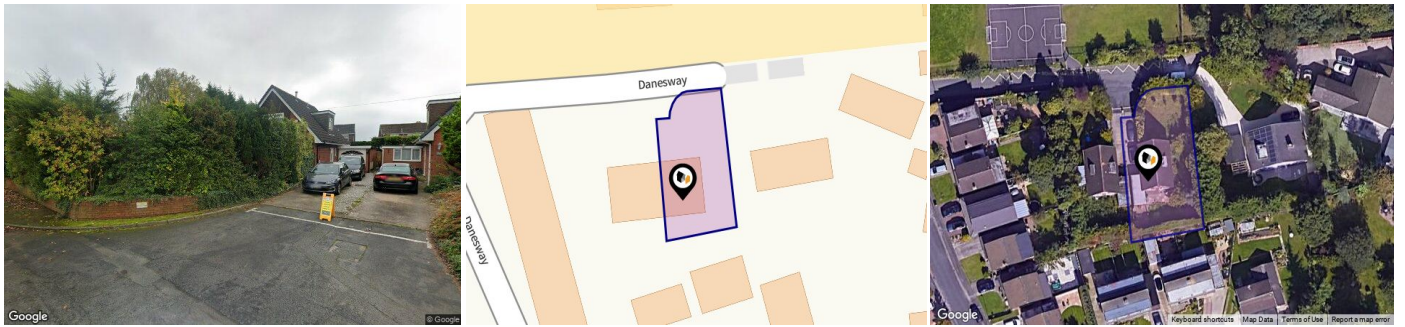 Google
© Google
Danesway
Danesway
Google
Keyboard shortcuts
Map Data
Terms of Use
Report a map error